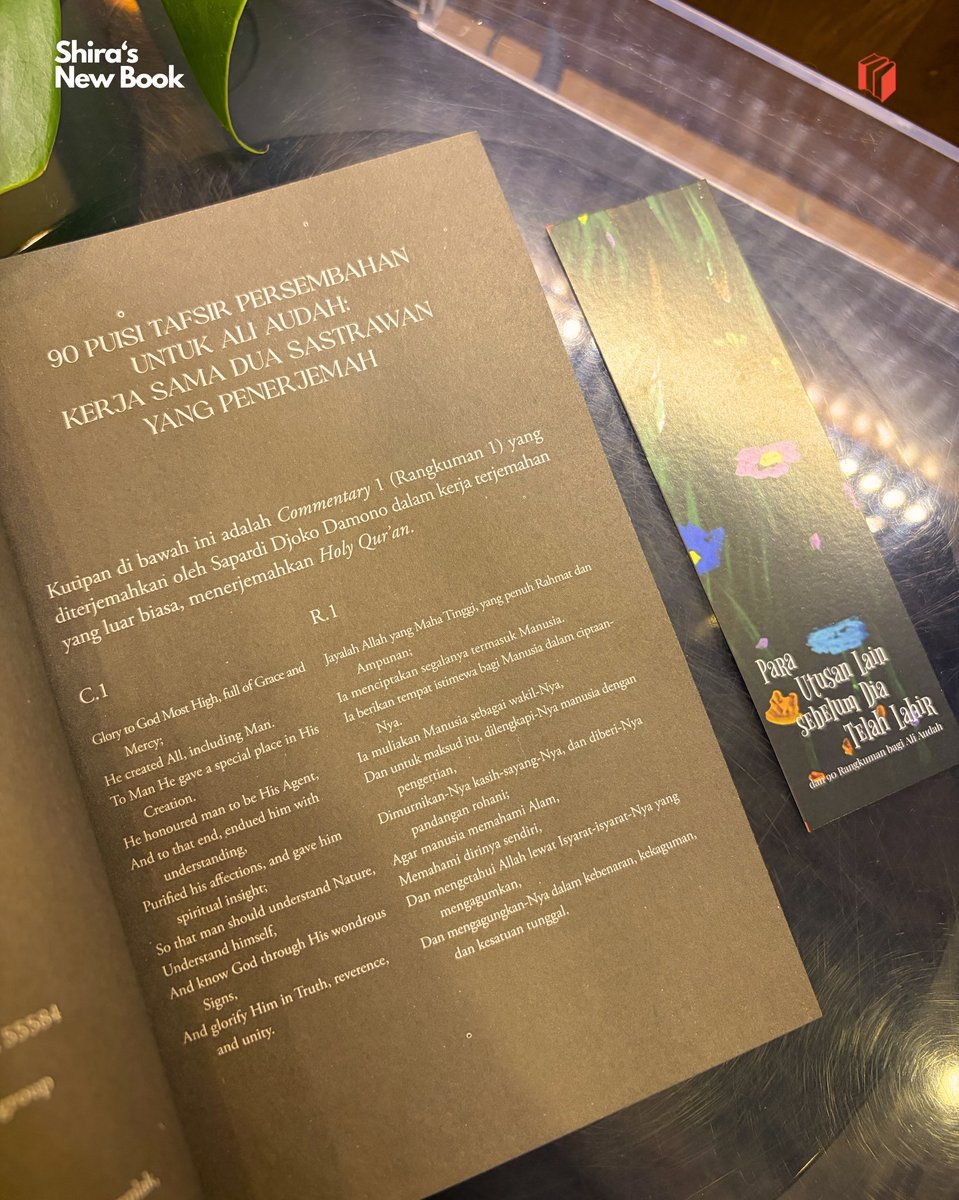 Shira's
New Book
90 PUISI TAFSIR PERSEMBAHAN
UNTUK ALI AUDAH:
KERJA SAMA DUA SASTRAWAN
YANG PENERJEMAH
Kutipan di bawah ini adalah Commentary 1 (Rangkuman 1) yang
diterjemahkan oleh Sapardi Djoko Damono dalam kerja terjemahan
yang luar biasa, menerjemahkan Holy Qur'an.
C.1
Glory to God Most High, full of Grace and
Mercy;
He created All, including Man.
To Man He gave a special place in His
Creation.
He honoured man to be His Agent,
And to that end, endued him with
understanding,
Purified his affections, and gave him
spiritual insight;
So that man should understand Nature,
Understand himself,
And know God through His wondrous
Signs,
And glorify Him in Truth, reverence,
and unity.
R.1
Jayalah Allah yang Maha Tinggi, yang penuh Rahmat dan
Ampunan;
Ia menciptakan segalanya termasuk Manusia.
Ia berikan tempat istimewa bagi Manusia dalam ciptaan-
Nya.
Ia muliakan Manusia sebagai wakil-Nya,
Dan untuk maksud itu, dilengkapi-Nya manusia dengan
pengertian,
Dimurnikan-Nya kasih-sayang-Nya, dan diberi-Nya
pandangan rohani;
Agar manusia memahami Alam,
Memahami dirinya sendiri,
Dan mengetahui Allah lewat Isyarat-isyarat-Nya yang
mengagumkan,
Dan mengagungkan-Nya dalam kebenaran, kekaguman,
dan kesatuan tunggal.
Para
Utusan Lain
Sebelum Dia
Telah Lahir
dan 90 Rangkuman bagi Ali Audah
55584
group